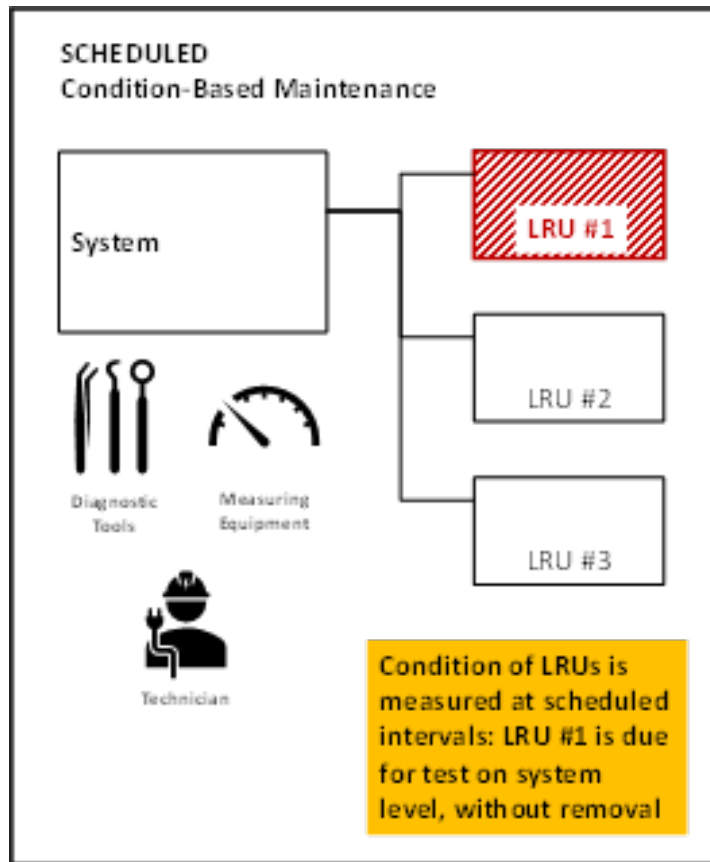 SCHEDULED
Condition-Based Maintenance
System
LRU #1
LRU #2
LRU #3
Diagnostic
Tools
Measuring
Equipment
Technician
Condition of LRUs is
measured at scheduled
intervals: LRU #1 is due
for test on system
level, without removal